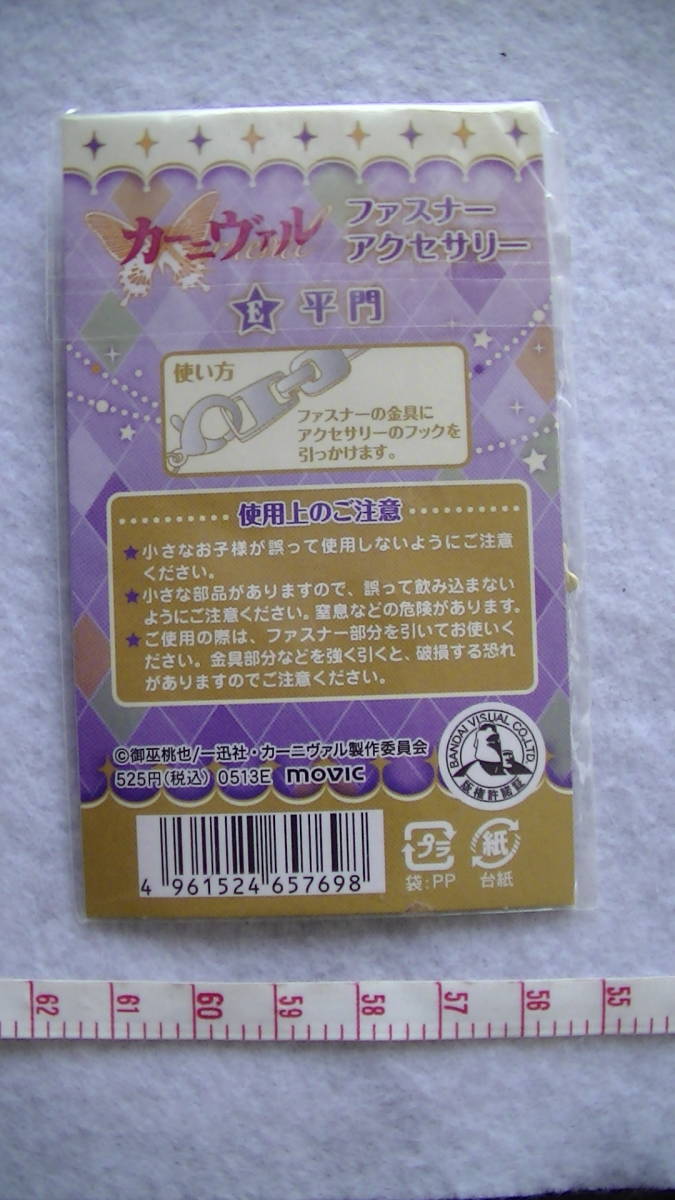 カーニヴァル
ファスナー
アクセサリー
E 平門
使い方
ファスナーの金具に
アクセサリーのフックを
引っかけます。
使用上のご注意
★小さなお子様が誤って使用しないようにご注意
ください。
★小さな部品がありますので、誤って飲み込まない
ようにご注意ください。窒息などの危険があります。
★ご使用の際は、ファスナー部分を引いてお使いく
ださい。金具部分などを強く引くと、破損する恐れ
がありますのでご注意ください。
©御巫桃也/一迅社・カーニヴァル製作委員会
525円(税込) 0513E movic
BANDAI VISUAL CO.,LTD.
版権許諾証
4 961524 657698
プラ
袋:PP
紙
台紙
62 61 60 59 58 57 56 55